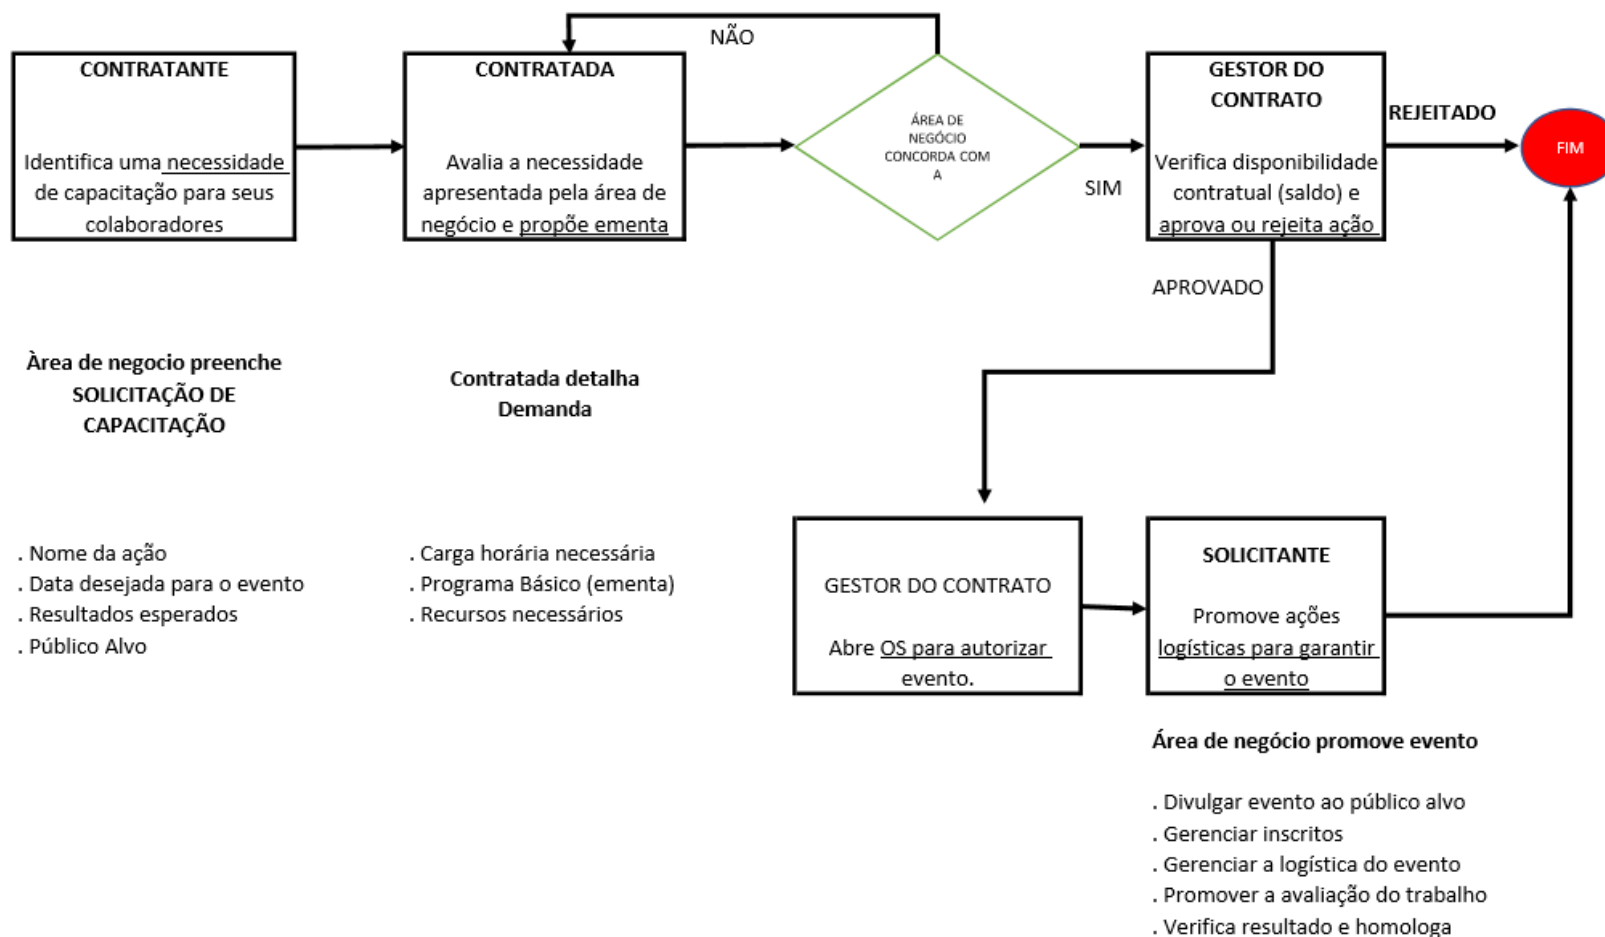 CONTRATANTE
Identifica uma necessidade
de capacitação para seus
colaboradores
CONTRATADA
Avalia a necessidade
apresentada pela área de
negócio e propõe ementa
NÃO
ÁREA DE
NEGÓCIO
CONCORDA COM
A
SIM
GESTOR DO
CONTRATO
Verifica disponibilidade
contratual (saldo) e
aprova ou rejeita ação
REJEITADO
FIM
APROVADO
Àrea de negocio preenche
SOLICITAÇÃO DE
CAPACITAÇÃO
Contratada detalha
Demanda
. Nome da ação
. Data desejada para o evento
. Resultados esperados
. Público Alvo
. Carga horária necessária
. Programa Básico (ementa)
. Recursos necessários
GESTOR DO CONTRATO
Abre OS para autorizar
evento.
SOLICITANTE
Promove ações
logísticas para garantir
o evento
Área de negócio promove evento
. Divulgar evento ao público alvo
. Gerenciar inscritos
. Gerenciar a logística do evento
. Promover a avaliação do trabalho
. Verifica resultado e homologa